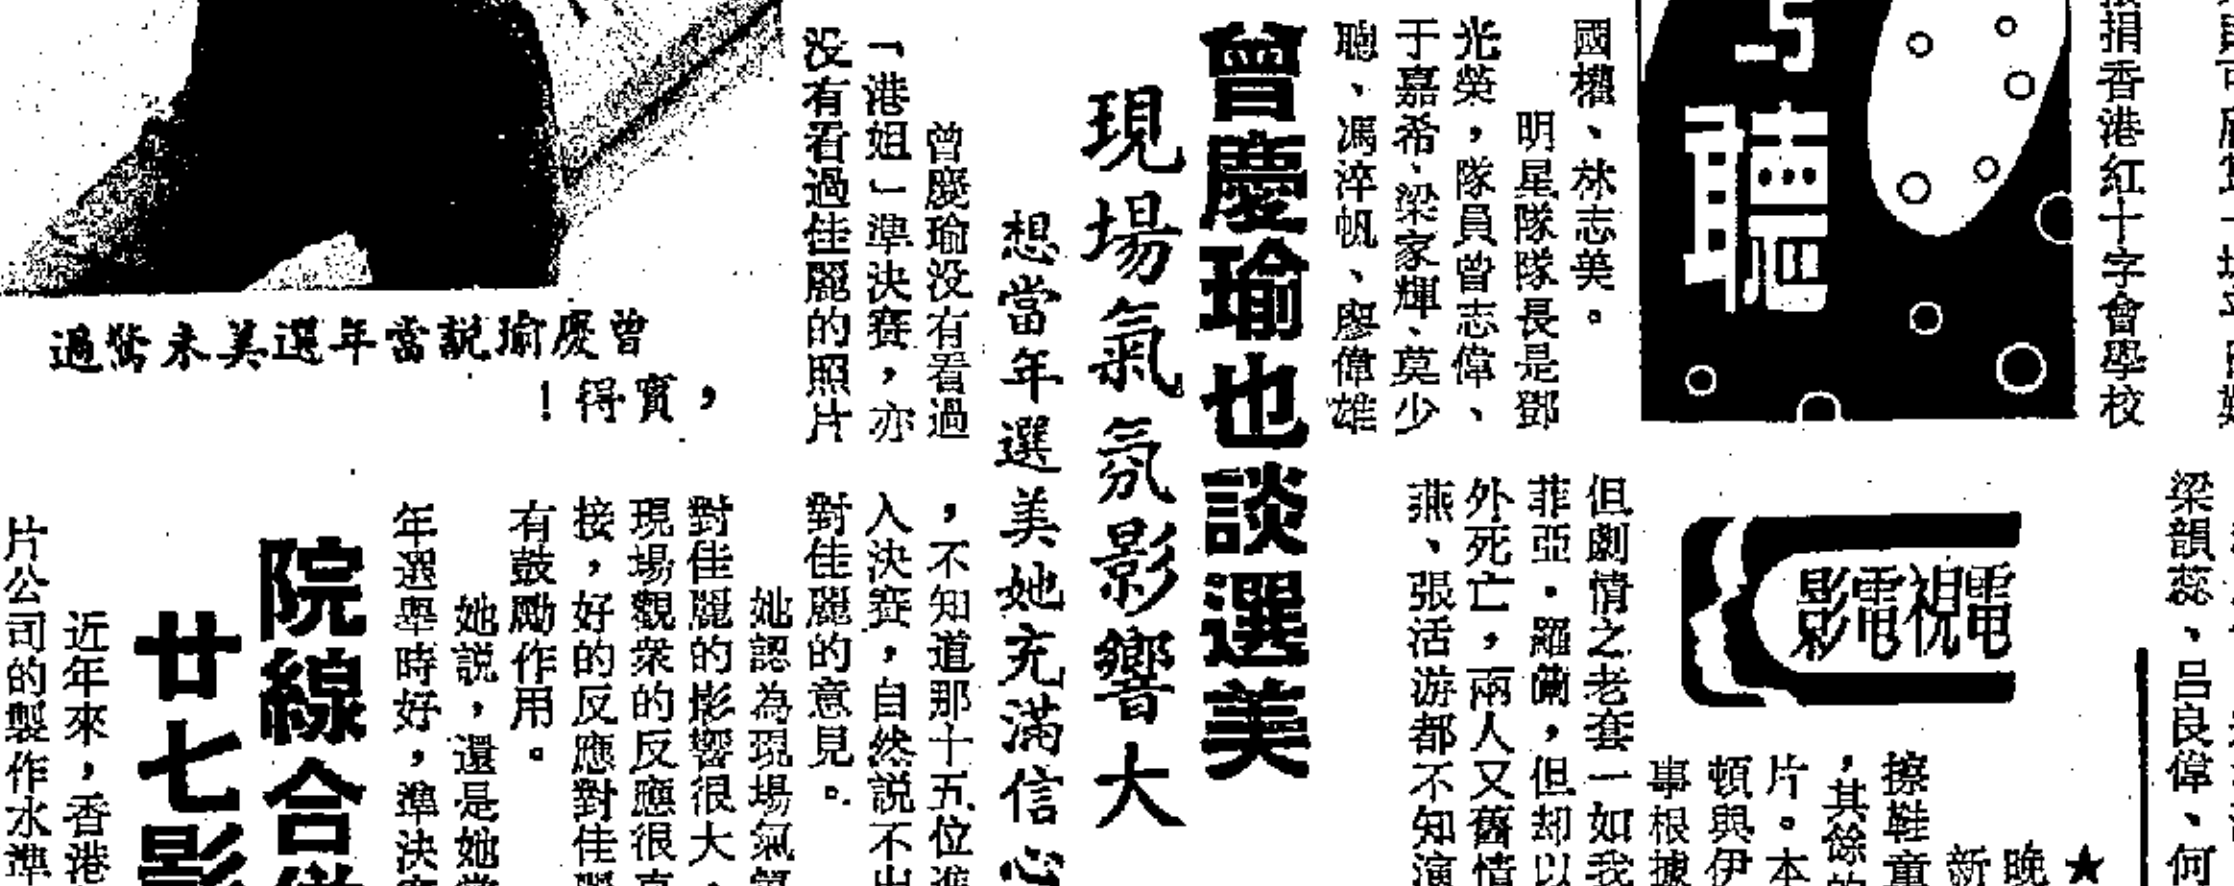 捐香港紅十字會學校
梁韻蕊、呂良偉、何
聽
國權、林志美。
明星隊隊長是鄧
光榮，隊員曾志偉、
于嘉希、梁家輝、莫少
聰、馮淬帆、廖偉雄
電視電影
★
晚
新
擦鞋童
，其餘的
片。本
頓與伊
事根據
但劇情之老套一如我
菲亞・羅蘭，但却以
外死亡，兩人又舊情
燕、張活游都不知演
曾慶瑜也談選美
現場氣氛影響大
想當年選美她充滿信心
曾慶瑜没有看過
「港姐」準決賽，亦
没有看過佳麗的照片
，不知道那十五位進
入決賽，自然説不出
對佳麗的意見。
她認為現場氣氛
對佳麗的影響很大，
現場觀衆的反應很直
接，好的反應對佳麗
有鼓勵作用。
她説，還是她當
年選舉時好，準決賽
曾慶瑜説當年選美未驚過
，實得！
院線合併
廿七影
近年來，香港
片公司的製作水準